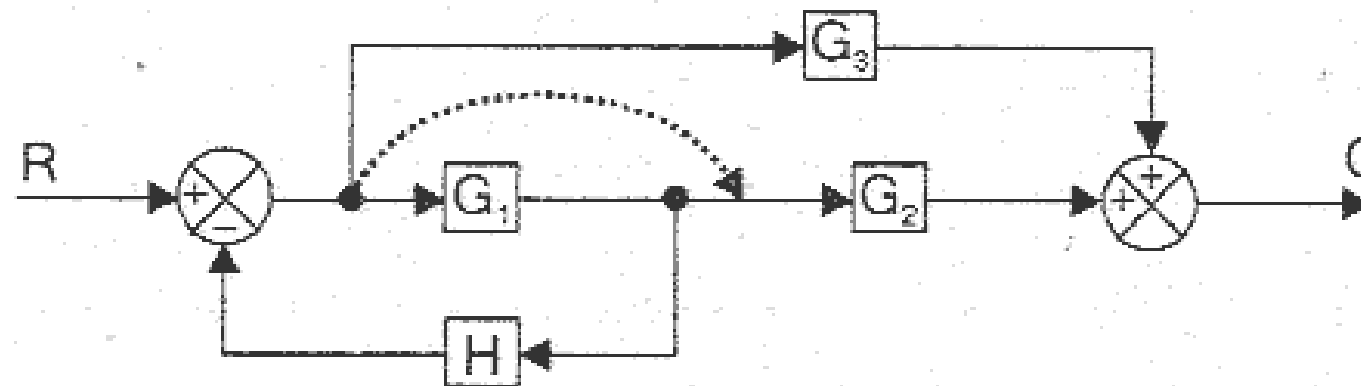 G₃
R + − G₁ G₂ + + C
H